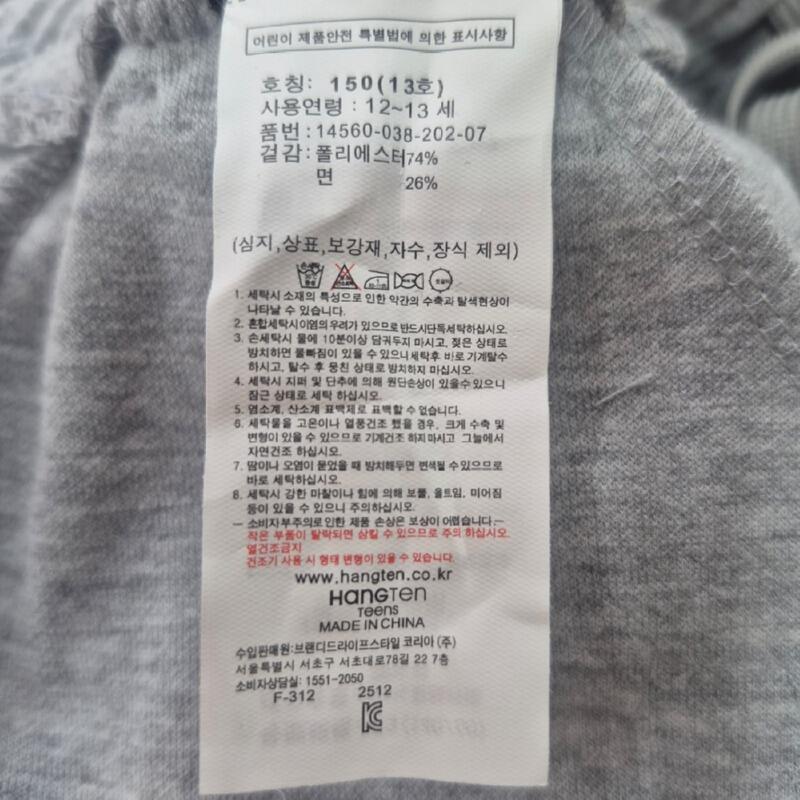 어린이 제품안전 특별법에 의한 표시사항
호칭: 150(13호)
사용연령 : 12~13 세
품번 : 14560-038-202-07
겉감 : 폴리에스터74%
면 26%
(심지,상표,보강재,자수,장식 제외)
1. 세탁시 소재의 특성으로 인한 약간의 수축과 탈색현상이
나타날 수 있습니다.
2. 혼합세탁시 이염의 우려가 있으므로 반드시 단독세탁하십시오.
3. 손세탁시 물에 10분이상 담궈두지 마시고, 젖은 상태로
방치하면 물빠짐이 있을 수 있으니 세탁후 바로 기계탈수
하시고, 탈수 후 뭉친 상태로 방치하지 마십시오.
4. 세탁시 지퍼 및 단추에 의해 원단손상이 있을수 있으니
잠근 상태로 세탁 하십시오.
5. 염소계, 산소계 표백제로 표백할 수 없습니다.
6. 세탁물을 고온이나 열풍건조 했을 경우, 크게 수축 및
변형이 있을 수 있으므로 기계건조 하지 마시고 그늘에서
자연건조 하십시오.
7. 땀이나 오염이 묻었을 때 방치해두면 변색될 수 있으므로
바로 세탁하십시오.
8. 세탁시 강한 마찰이나 힘에 의해 보풀, 올트임, 미어짐
등이 있을 수 있으니 주의하십시오.
— 소비자 부주의로 인한 제품 손상은 보상이 어렵습니다.—
작은 부품이 탈락되면 삼킬 수 있으므로 주의 하십시오.
열건조금지
건조기 사용 시 형태 변형이 있을 수 있습니다.
www.hangten.co.kr
HANGTEN
Teens
MADE IN CHINA
수입판매원:브랜디드라이프스타일 코리아 (주)
서울특별시 서초구 서초대로78길 22 7층
소비자상담실: 1551-2050
F-312 2512